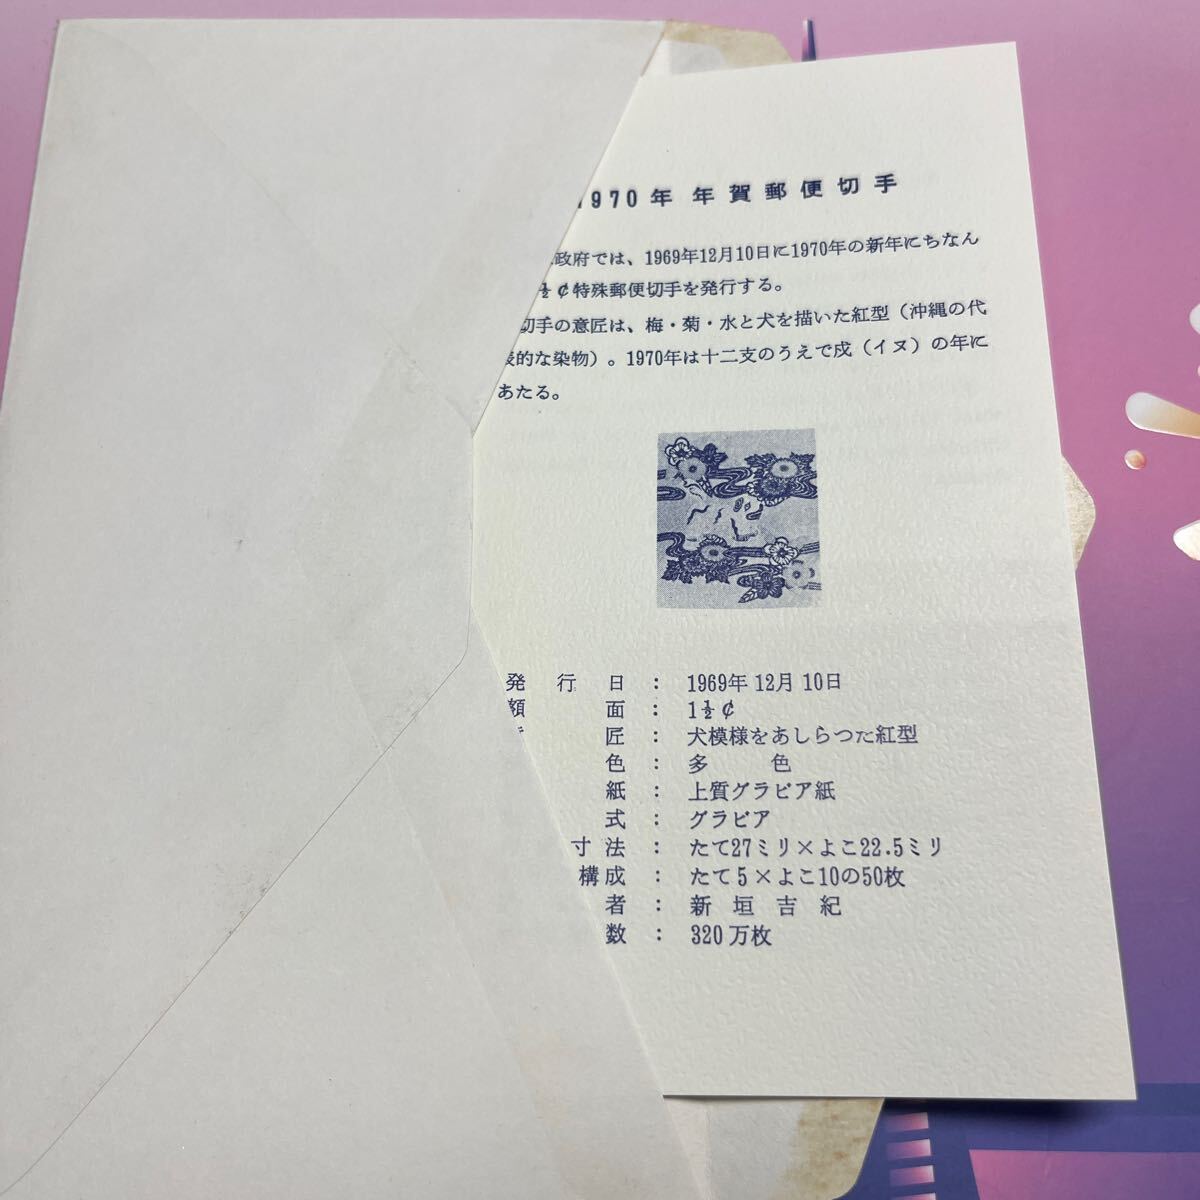 1970年 年賀郵便切手
政府では、1969年12月10日に1970年の新年にちなん
½￠特殊郵便切手を発行する。
切手の意匠は、梅・菊・水と犬を描いた紅型（沖縄の代
表的な染物）。1970年は十二支のうえで戍（イヌ）の年に
あたる。
発行日：1969年12月10日
額面：1½￠
匠：犬模様をあしらつた紅型
色：多色
紙：上質グラビア紙
式：グラビア
寸法：たて27ミリ×よこ22.5ミリ
構成：たて5×よこ10の50枚
者：新垣吉紀
数：320万枚